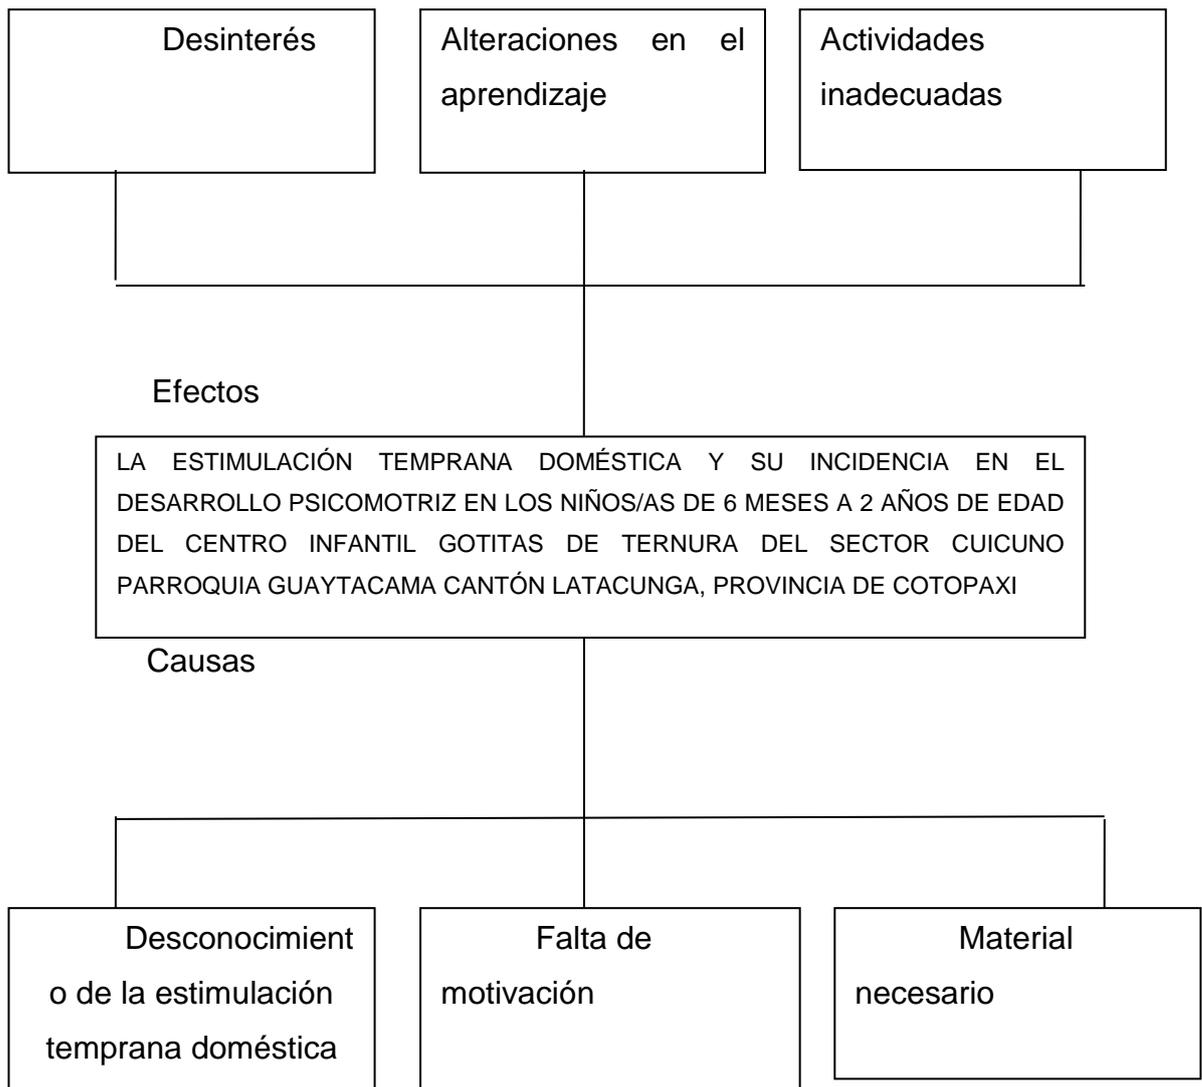 Desinterés
Alteraciones en el
aprendizaje
Actividades
inadecuadas
Efectos
LA ESTIMULACIÓN TEMPRANA DOMÉSTICA Y SU INCIDENCIA EN EL
DESARROLLO PSICOMOTRIZ EN LOS NIÑOS/AS DE 6 MESES A 2 AÑOS DE EDAD
DEL CENTRO INFANTIL GOTITAS DE TERNURA DEL SECTOR CUICUNO
PARROQUIA GUAYTACAMA CANTÓN LATACUNGA, PROVINCIA DE COTOPAXI
Causas
Desconocimient
o de la estimulación
temprana doméstica
Falta de
motivación
Material
necesario